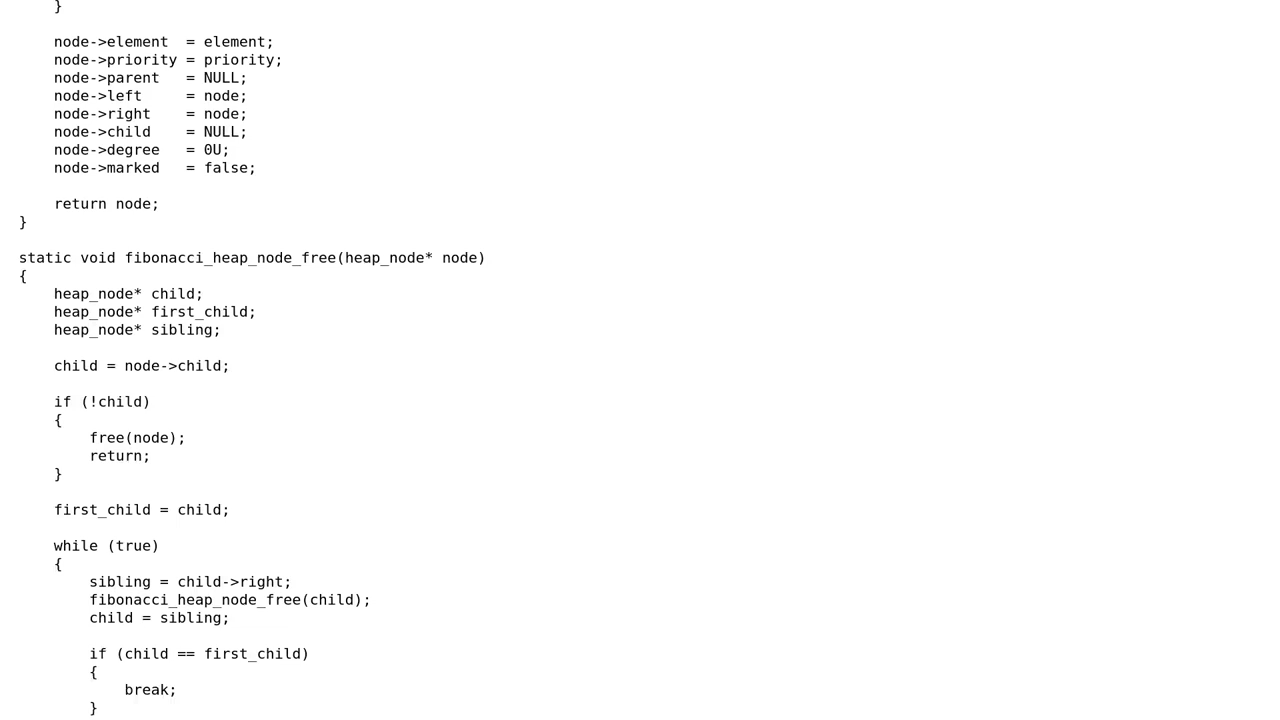 }

    node->element  = element;
    node->priority = priority;
    node->parent   = NULL;
    node->left     = node;
    node->right    = node;
    node->child    = NULL;
    node->degree   = 0U;
    node->marked   = false;

    return node;
}

static void fibonacci_heap_node_free(heap_node* node)
{
    heap_node* child;
    heap_node* first_child;
    heap_node* sibling;

    child = node->child;

    if (!child)
    {
        free(node);
        return;
    }

    first_child = child;

    while (true)
    {
        sibling = child->right;
        fibonacci_heap_node_free(child);
        child = sibling;

        if (child == first_child)
        {
            break;
        }